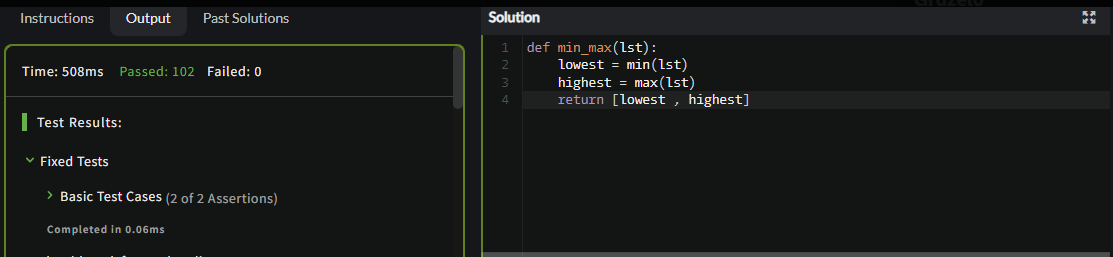 Instructions Output Past Solutions
Time: 508ms Passed: 102 Failed: 0
Test Results:
Fixed Tests
Basic Test Cases (2 of 2 Assertions)
Completed in 0.06ms
Solution
1 def min_max(lst):
2 lowest = min(lst)
3 highest = max(lst)
4 return [lowest , highest]